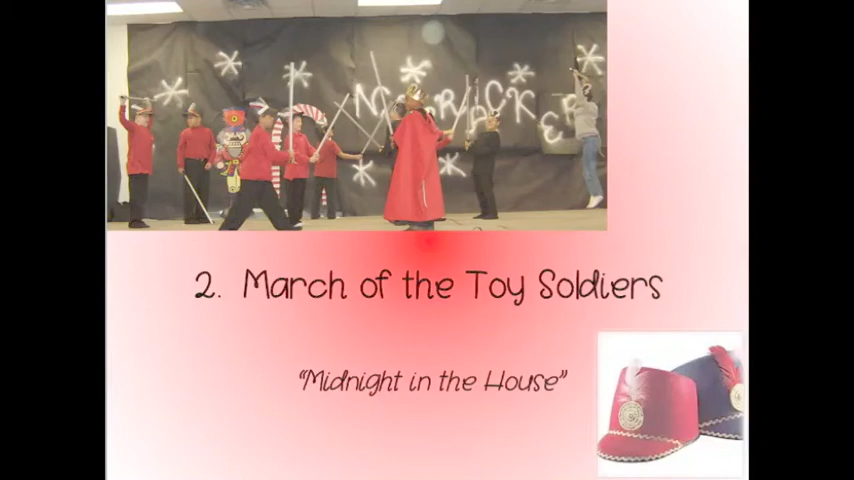 NUTCRACKER
2. March of the Toy Soldiers
"Midnight in the House"